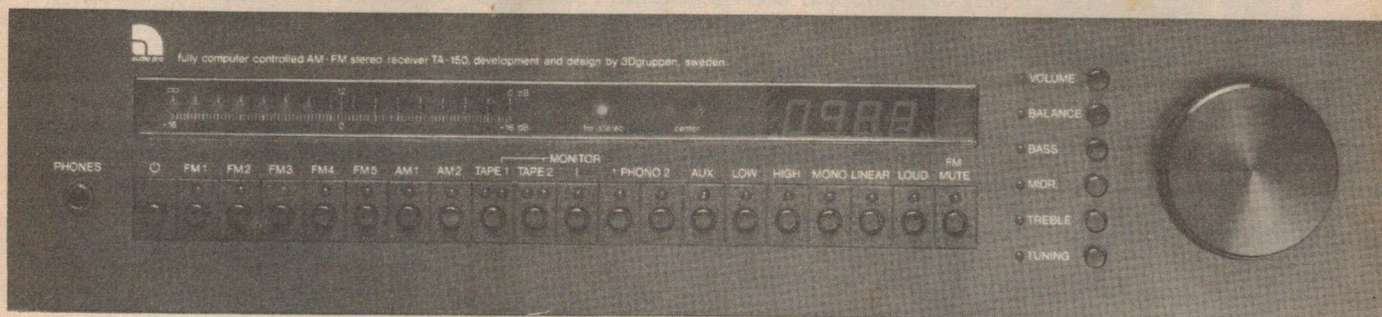 audio pro
fully computer controlled AM-FM stereo receiver TA-150, development and design by 3Dgruppen, sweden.
∞ 12 0 dB
-16 0 -16 dB
fm stereo center
VOLUME
BALANCE
BASS
MIDR.
TREBLE
TUNING
PHONES
MONITOR
FM1 FM2 FM3 FM4 FM5 AM1 AM2 TAPE 1 TAPE 2 1 PHONO 2 AUX LOW HIGH MONO LINEAR LOUD FM MUTE